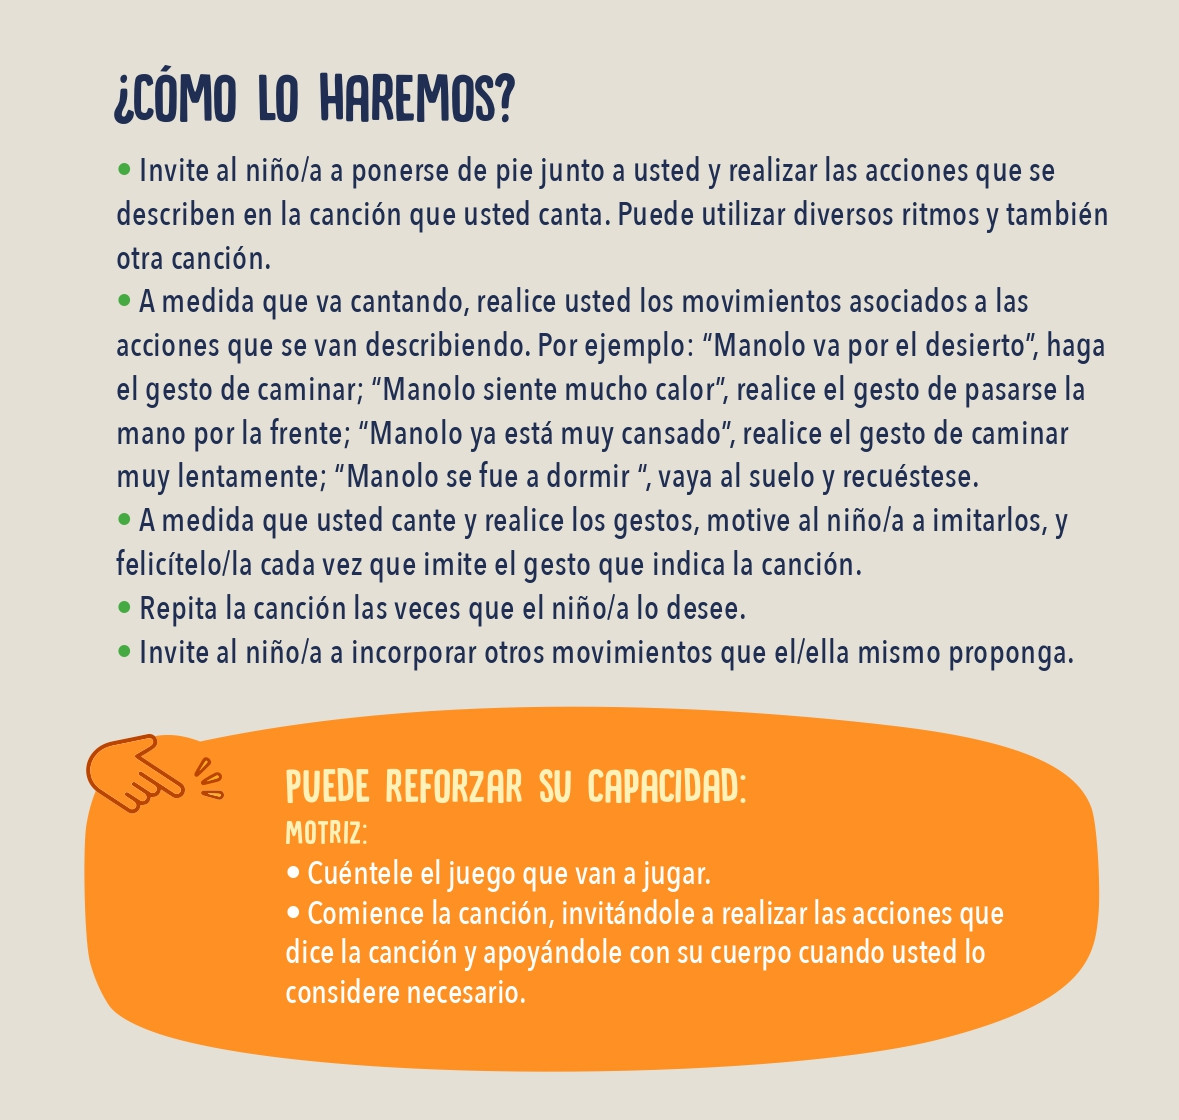 ¿CÓMO LO HAREMOS?
• Invite al niño/a a ponerse de pie junto a usted y realizar las acciones que se
describen en la canción que usted canta. Puede utilizar diversos ritmos y también
otra canción.
• A medida que va cantando, realice usted los movimientos asociados a las
acciones que se van describiendo. Por ejemplo: “Manolo va por el desierto”, haga
el gesto de caminar; “Manolo siente mucho calor”, realice el gesto de pasarse la
mano por la frente; “Manolo ya está muy cansado”, realice el gesto de caminar
muy lentamente; “Manolo se fue a dormir “, vaya al suelo y recuéstese.
• A medida que usted cante y realice los gestos, motive al niño/a a imitarlos, y
felicítelo/la cada vez que imite el gesto que indica la canción.
• Repita la canción las veces que el niño/a lo desee.
• Invite al niño/a a incorporar otros movimientos que el/ella mismo proponga.
PUEDE REFORZAR SU CAPACIDAD:
MOTRIZ:
• Cuéntele el juego que van a jugar.
• Comience la canción, invitándole a realizar las acciones que
dice la canción y apoyándole con su cuerpo cuando usted lo
considere necesario.